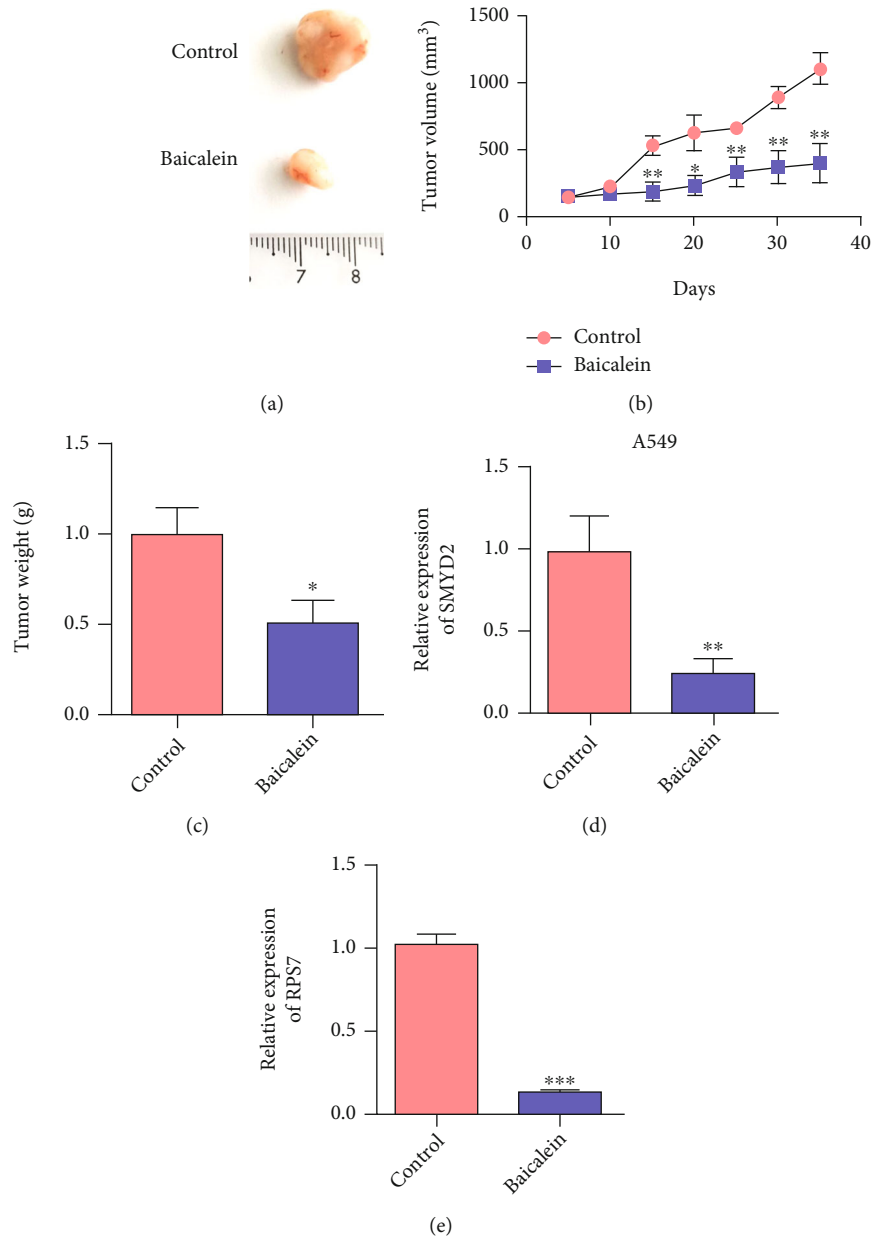 Control
Baicalein
7 8
(a)
Tumor volume (mm³)
1500
1000
500
0
** * ** ** **
0 10 20 30 40
Days
Control
Baicalein
(b)
Tumor weight (g)
1.5
1.0
0.5
0.0
*
Control
Baicalein
(c)
A549
Relative expression
of SMYD2
1.5
1.0
0.5
0.0
**
Control
Baicalein
(d)
Relative expression
of RPS7
1.5
1.0
0.5
0.0
***
Control
Baicalein
(e)